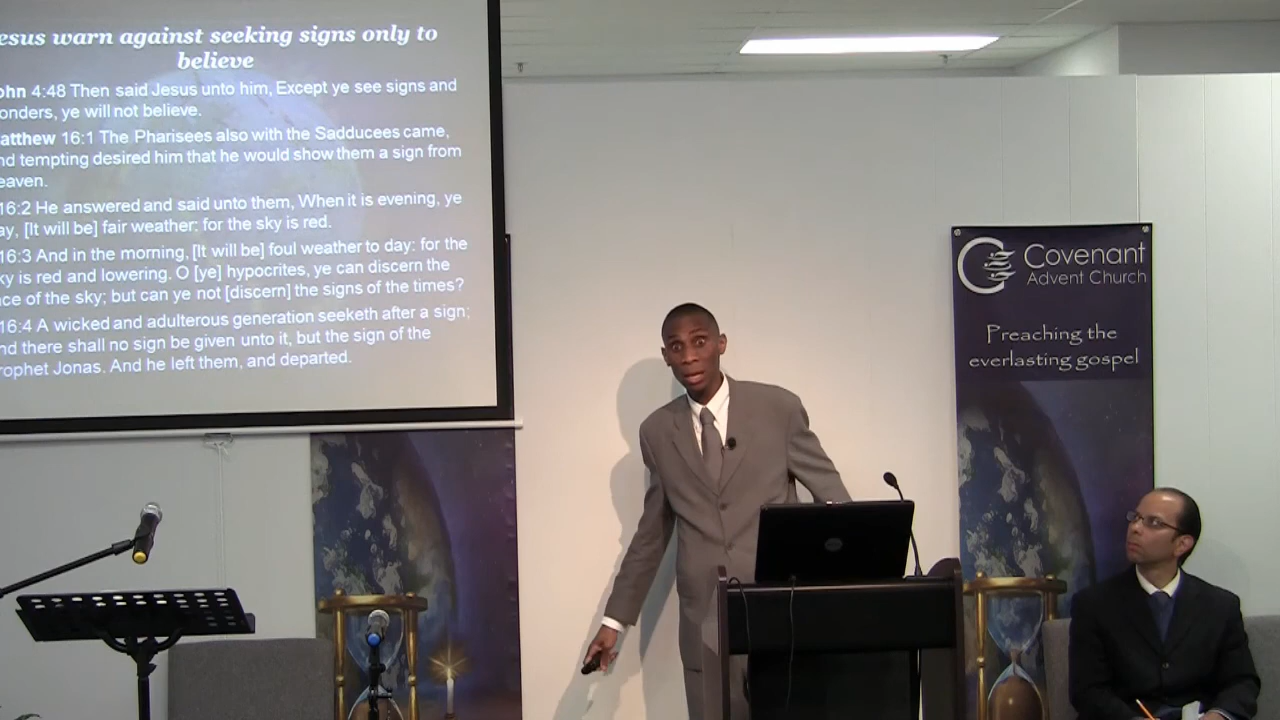 esus warn against seeking signs only to
believe
ohn 4:48 Then said Jesus unto him, Except ye see signs and
onders, ye will not believe.
atthew 16:1 The Pharisees also with the Sadducees came,
nd tempting desired him that he would show them a sign from
eaven.
16:2 He answered and said unto them, When it is evening, ye
ay, [It will be] fair weather: for the sky is red.
16:3 And in the morning, [It will be] foul weather to day: for the
ky is red and lowering. O [ye] hypocrites, ye can discern the
ce of the sky; but can ye not [discern] the signs of the times?
16:4 A wicked and adulterous generation seeketh after a sign;
nd there shall no sign be given unto it, but the sign of the
rophet Jonas. And he left them, and departed.
Covenant
Advent Church
Preaching the
everlasting gospel